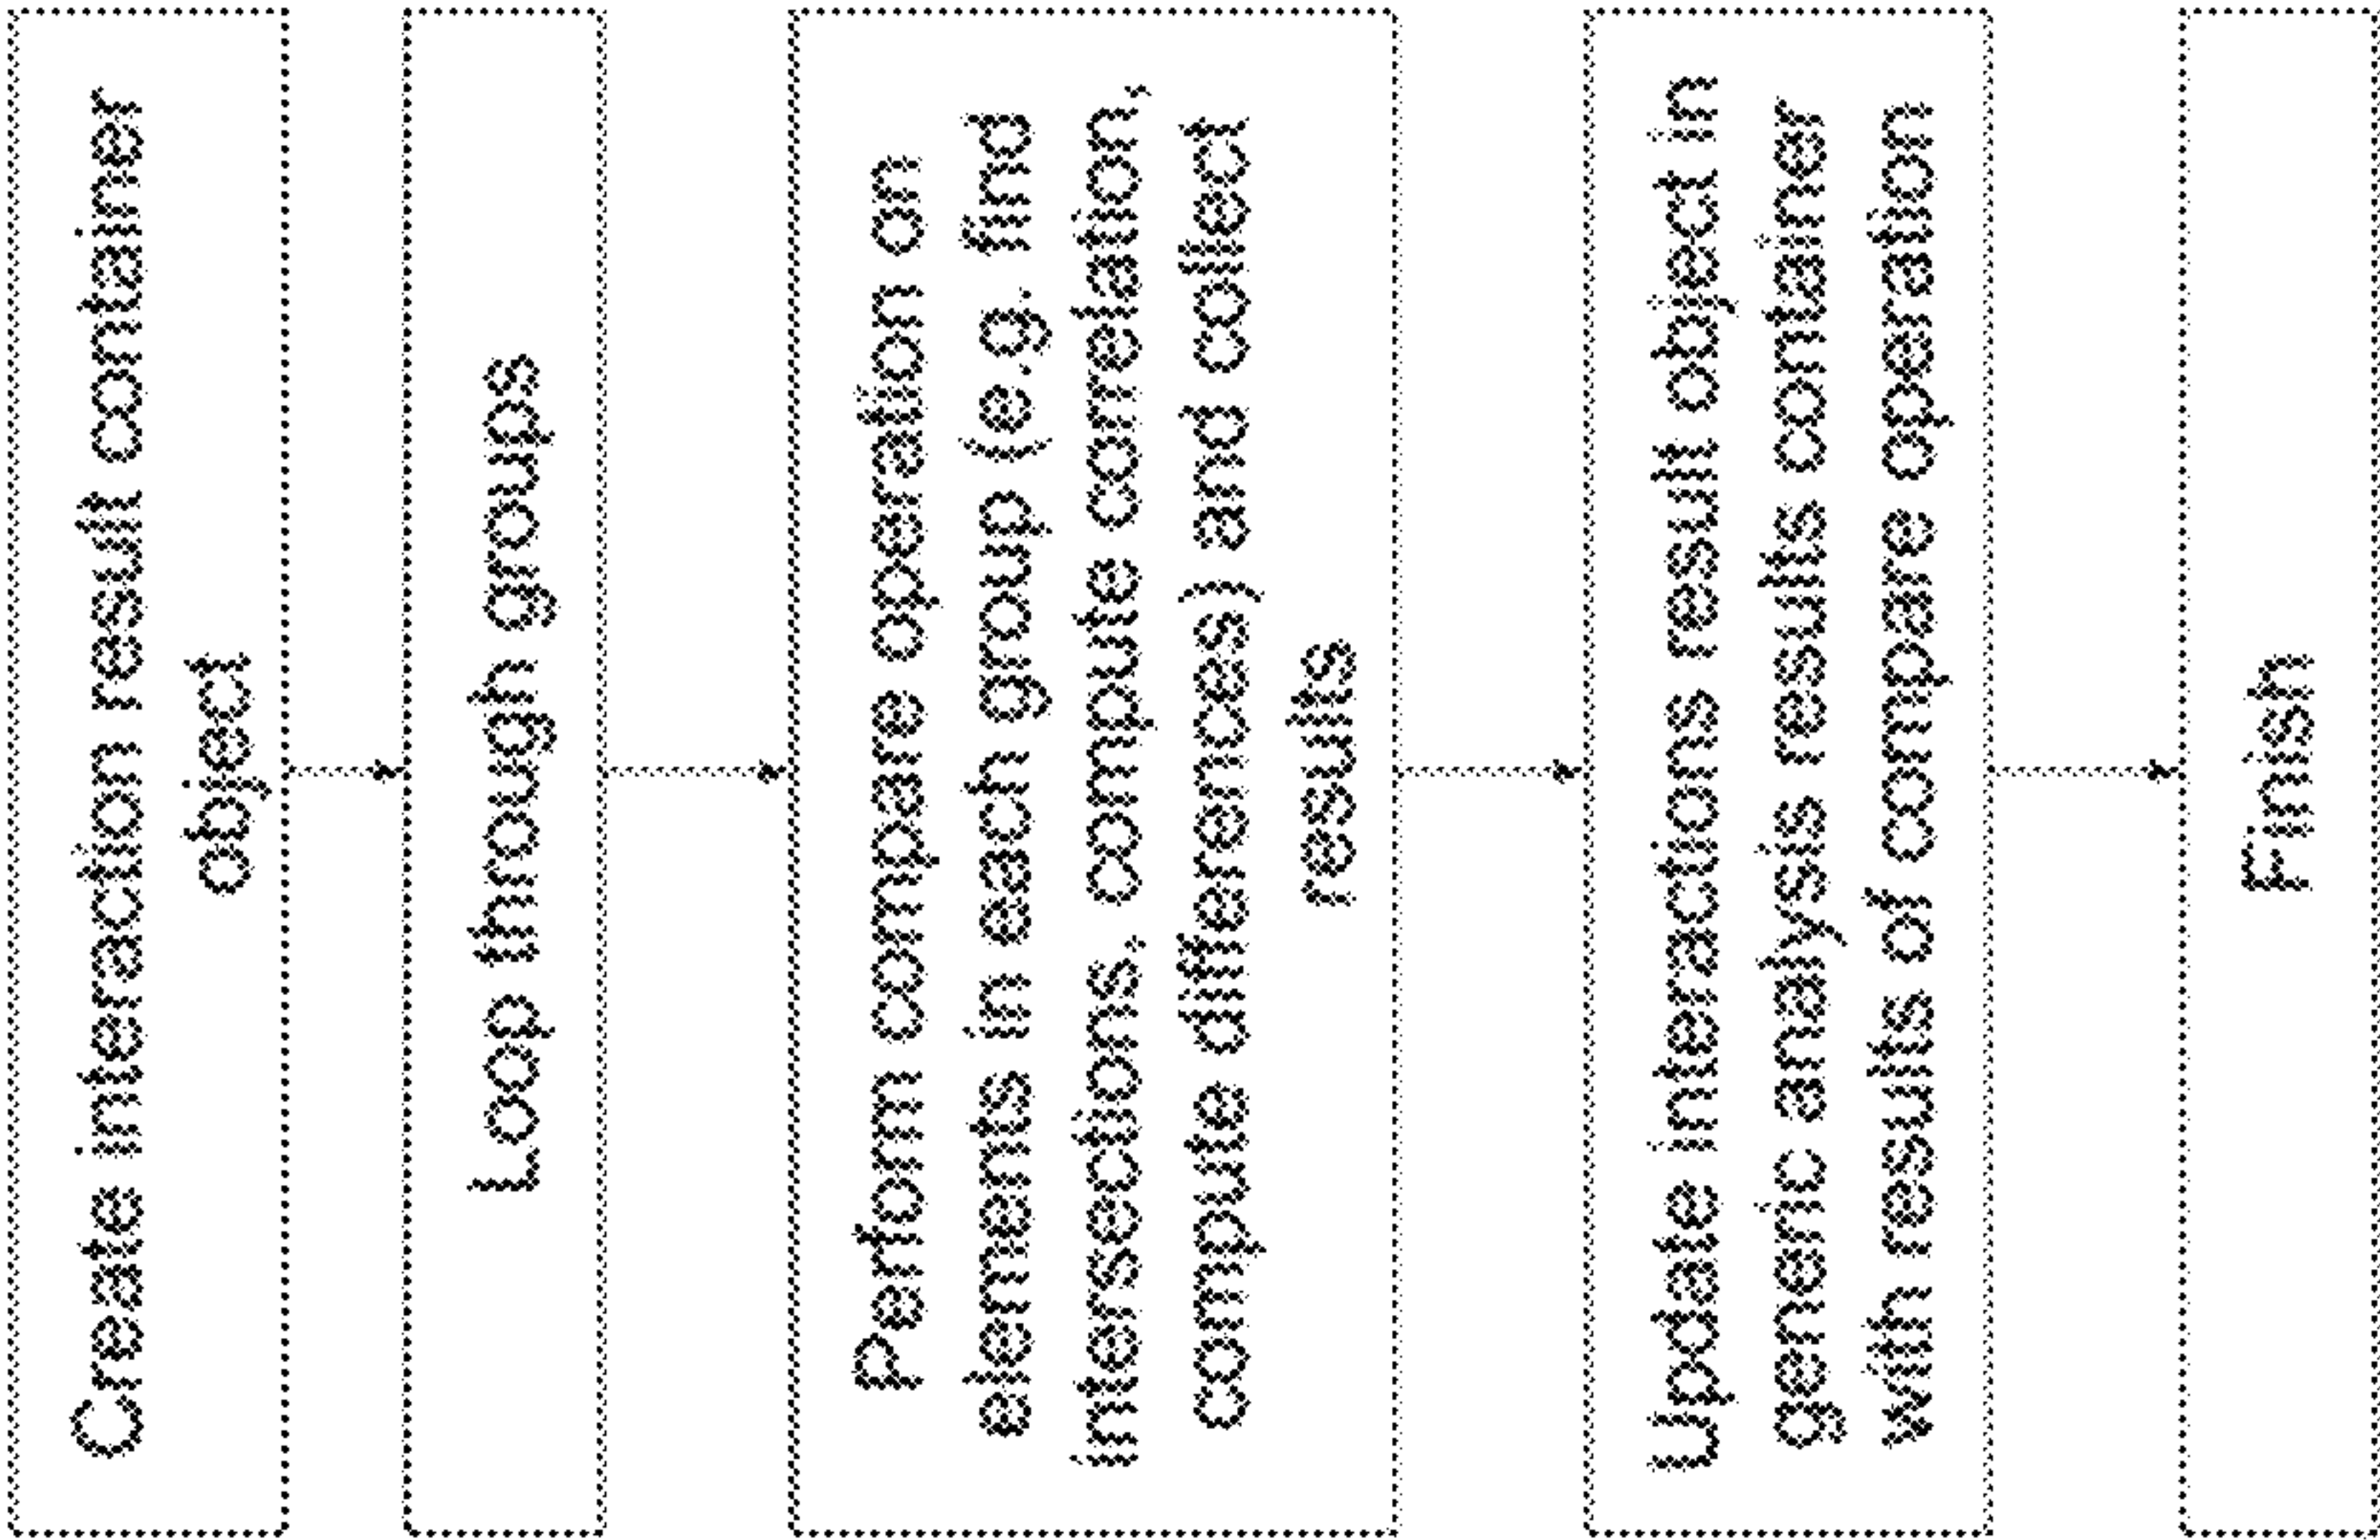 Create interaction result container
object
Loop through groups
Perform compare operation on
elements in each group (e.g. find
intersections, compute correlation,
compute differences) and collect
results
Update interactions result object in
generic analysis results container
with results of compare operation
Finish